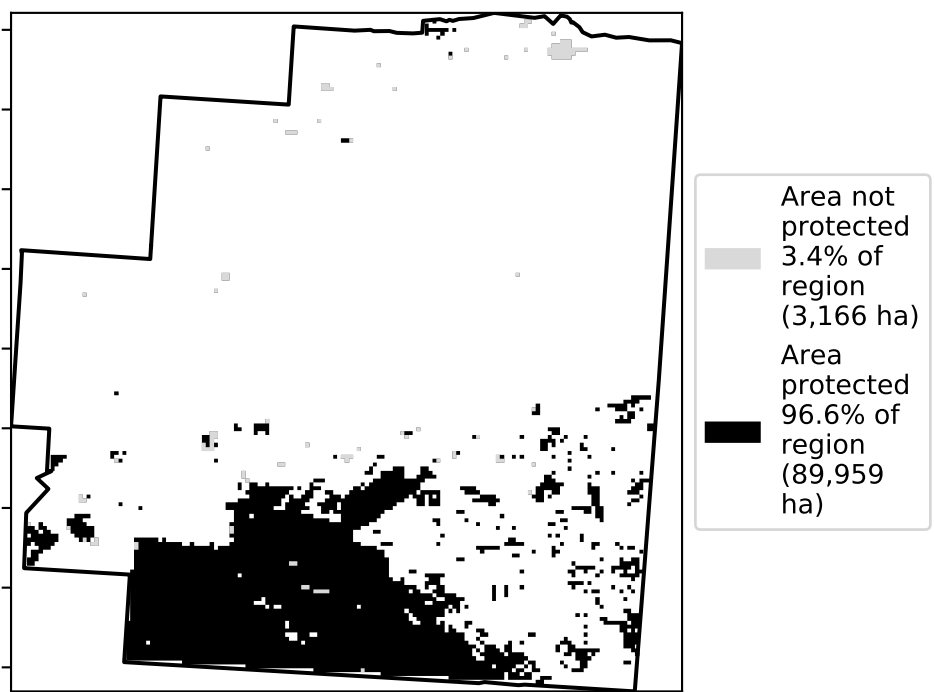 Area not
protected
3.4% of
region
(3,166 ha)
Area
protected
96.6% of
region
(89,959
ha)